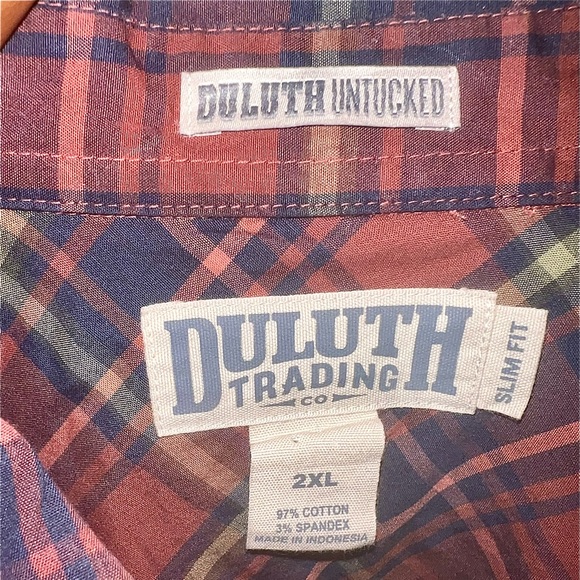 DULUTH UNTUCKED
DULUTH
TRADING
CO
SLIM FIT
2XL
97% COTTON
3% SPANDEX
MADE IN INDONESIA